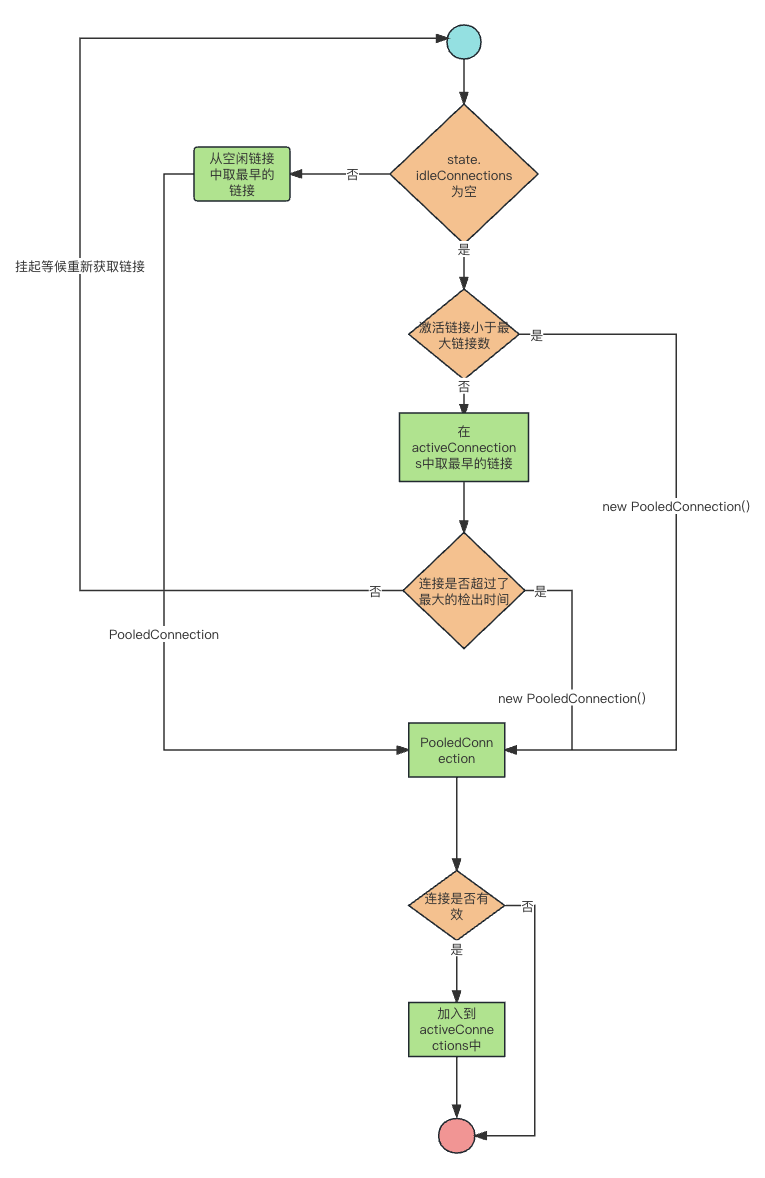 state.
idleConnections
为空
否
从空闲链接
中取最早的
链接
是
挂起等候重新获取链接
激活链接小于最
大链接数
是
否
在
activeConnection
s中取最早的链接
new PooledConnection()
连接是否超过了
最大的检出时间
否
是
PooledConnection
new PooledConnection()
PooledConn
ection
连接是否有
效
否
是
加入到
activeConne
ctions中